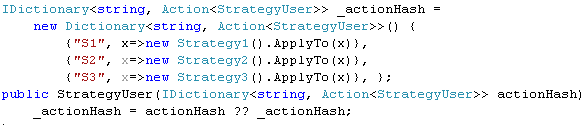 IDictionary<string, Action<StrategyUser>> _actionHash =
    new Dictionary<string, Action<StrategyUser>>() {
        {"S1", x=>new Strategy1().ApplyTo(x)},
        {"S2", x=>new Strategy2().ApplyTo(x)},
        {"S3", x=>new Strategy3().ApplyTo(x)}, };
public StrategyUser(IDictionary<string, Action<StrategyUser>> actionHash)
    _actionHash = actionHash ?? _actionHash;